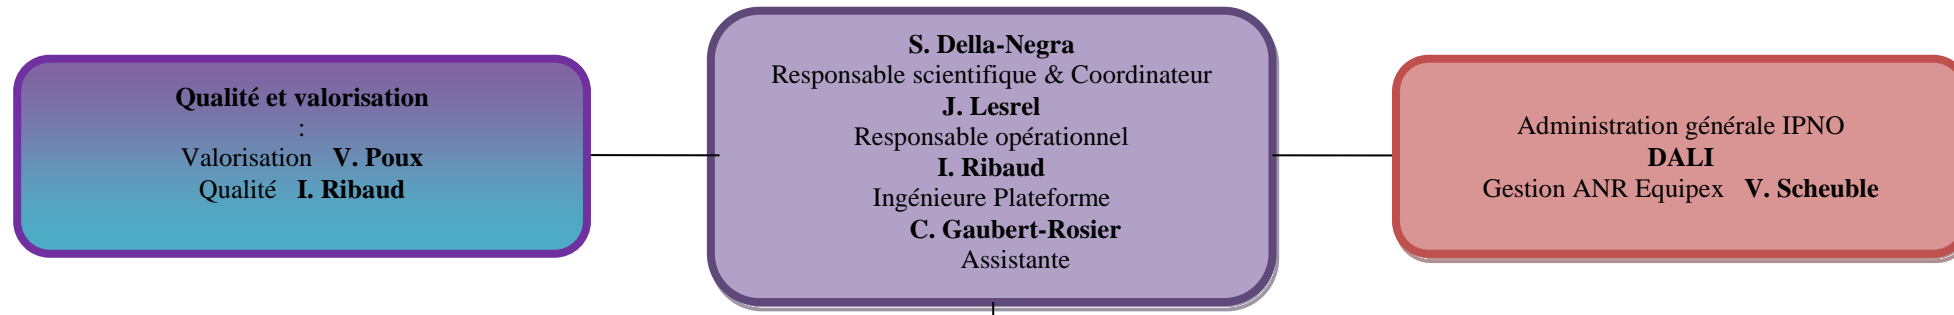 Qualité et valorisation
:
Valorisation V. Poux
Qualité I. Ribaud
S. Della-Negra
Responsable scientifique & Coordinateur
J. Lesrel
Responsable opérationnel
I. Ribaud
Ingénieure Plateforme
C. Gaubert-Rosier
Assistante
Administration générale IPNO
DALI
Gestion ANR Equipex V. Scheuble